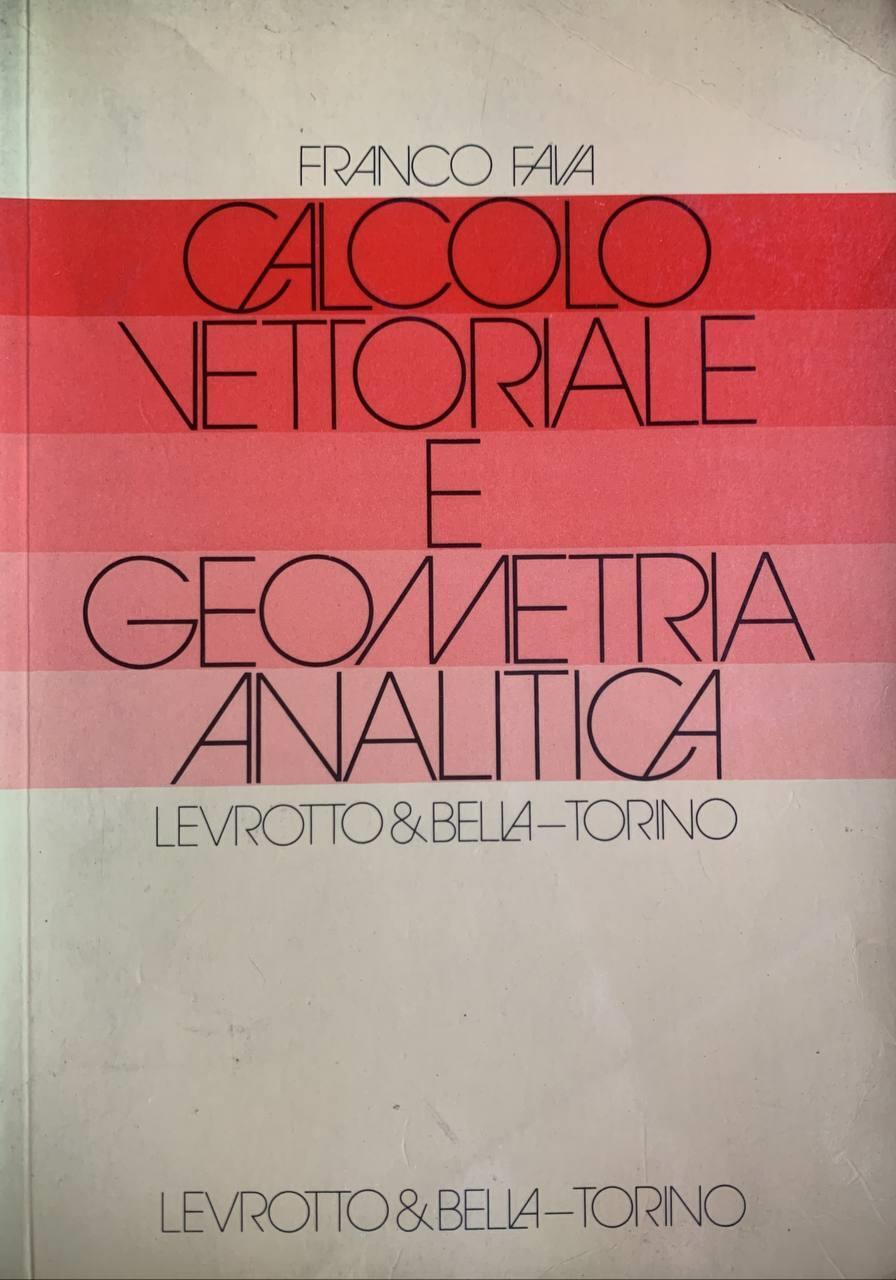 FRANCO FAVA
CALCOLO
VETTORIALE
E
GEOMETRIA
ANALITICA
LEVROTTO & BELLA – TORINO
LEVROTTO & BELLA – TORINO